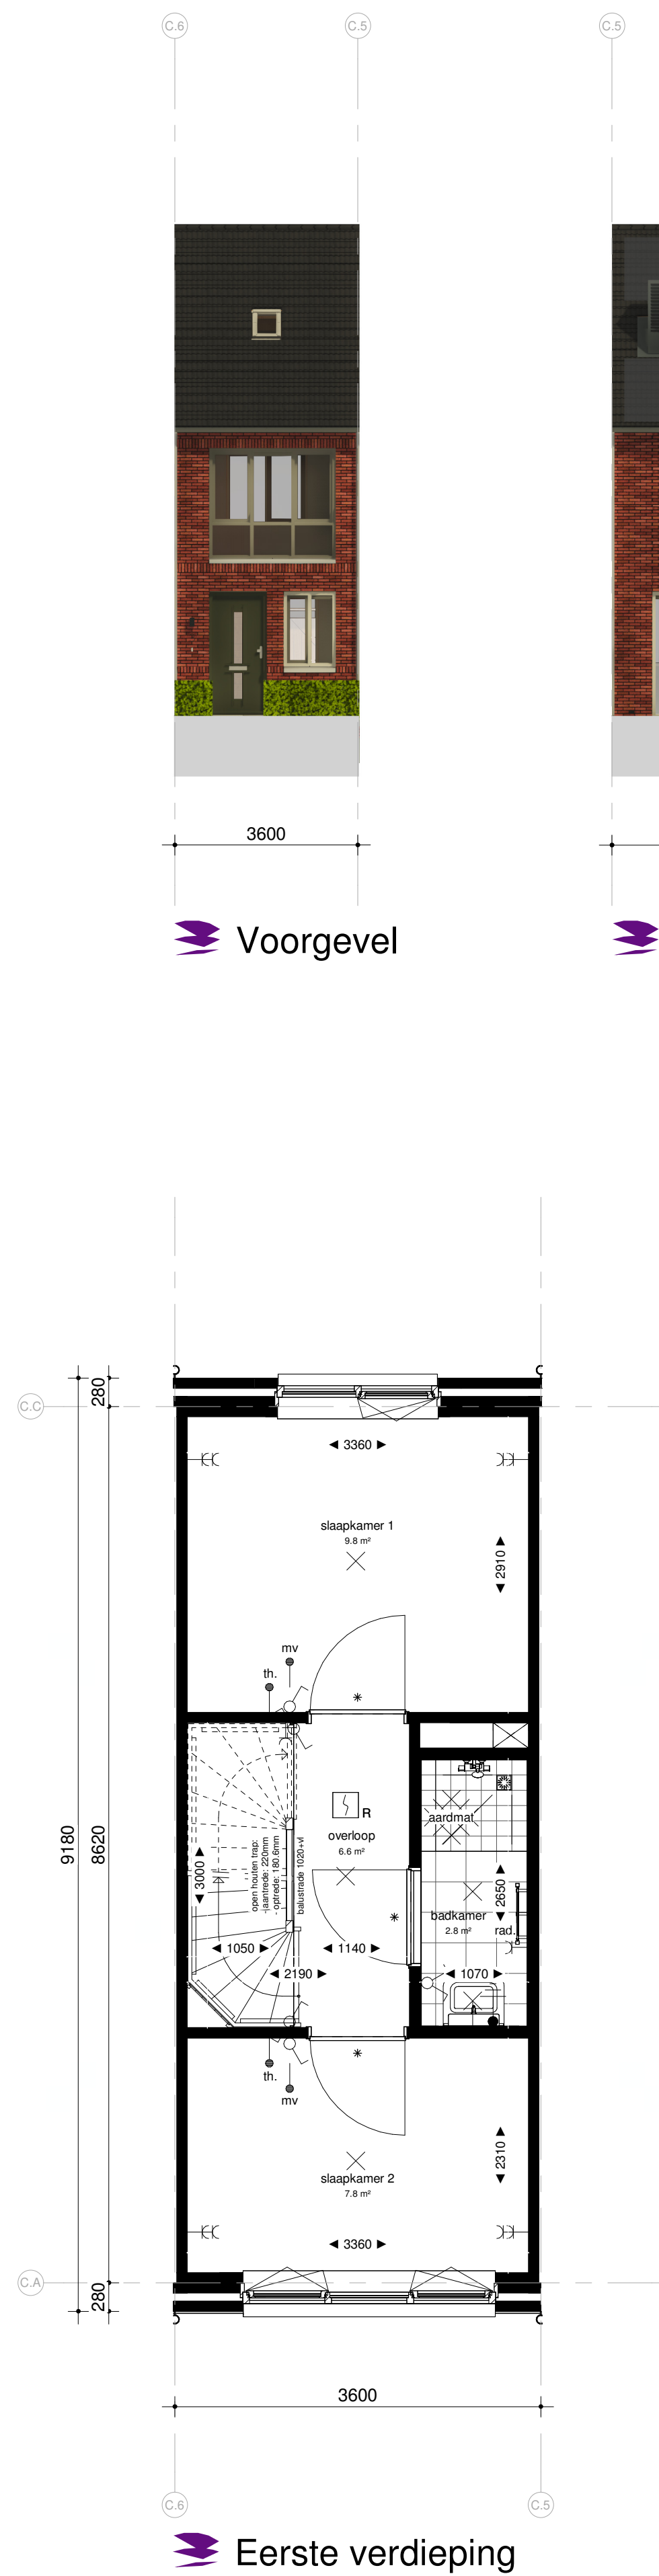 C.6
C.5
C.5
3600
Voorgevel
280
C.C
3360
slaapkamer 1
9.8 m²
2910
mv
th.
R
aardmat
overloop
6.6 m²
9180
8620
3000
open houten trap:
- aantrede: 220mm
- optrede: 180.6mm
balustrade 1020+vl
2650
badkamer
2.8 m²
rad.
1050
1140
2190
1070
th.
mv
2310
slaapkamer 2
7.8 m²
3360
C.A
280
3600
C.6
C.5
Eerste verdieping